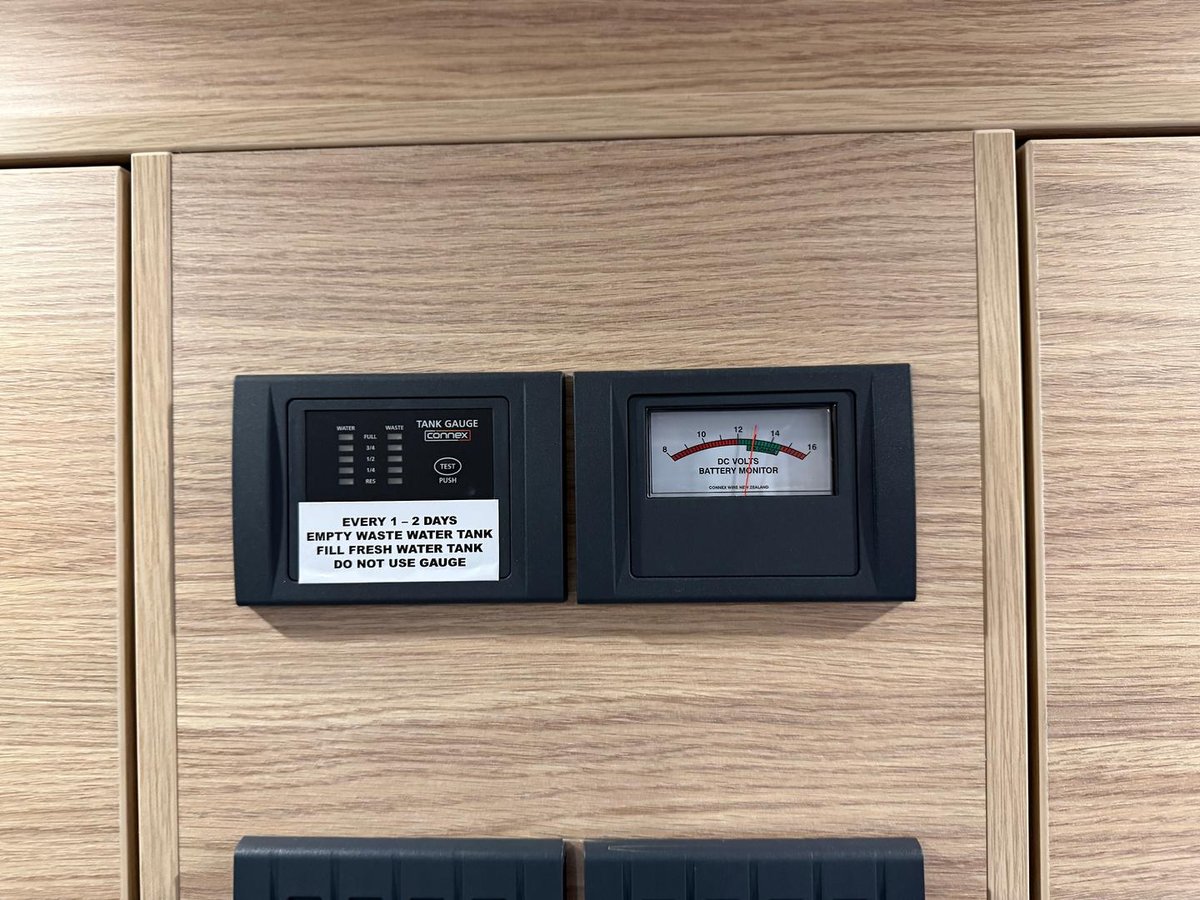 TANK GAUGE
connex
WATER WASTE
FULL
3/4
1/2
1/4
RES
TEST
PUSH
EVERY 1 – 2 DAYS
EMPTY WASTE WATER TANK
FILL FRESH WATER TANK
DO NOT USE GAUGE
8 10 12 14 16
DC VOLTS
BATTERY MONITOR
CONNEX WIRE NEW ZEALAND